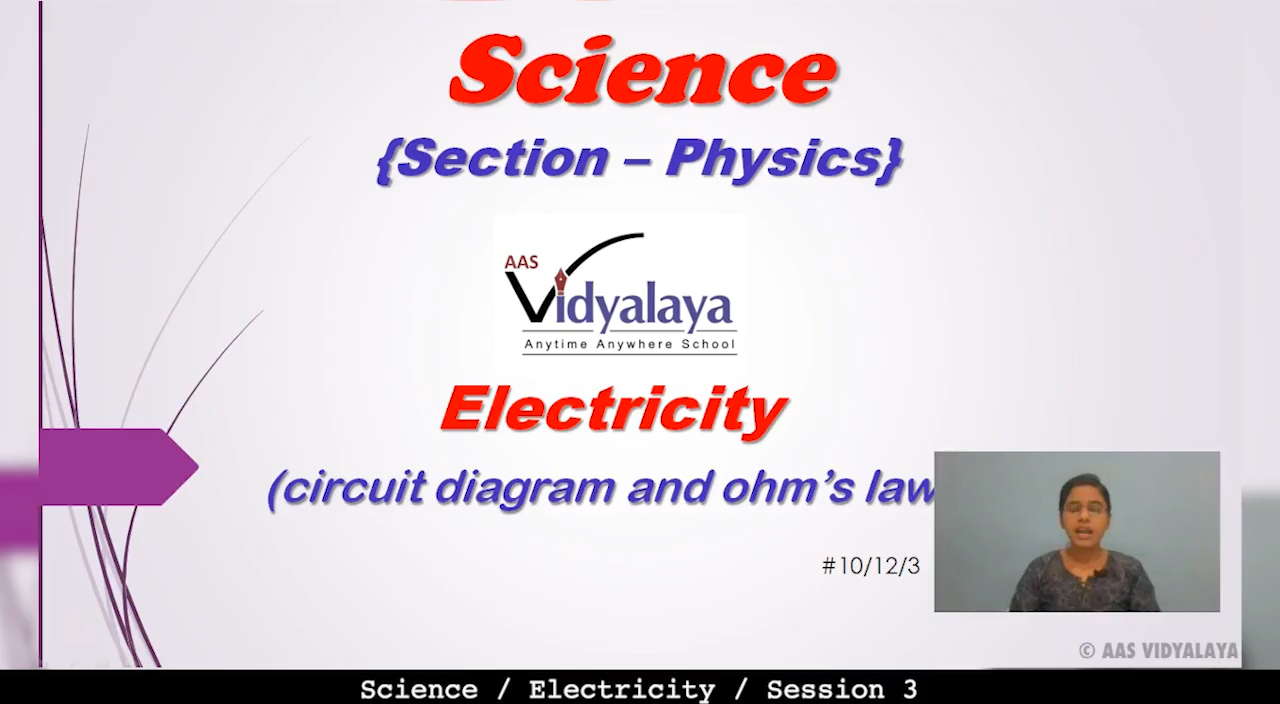 Science
{Section – Physics}
AAS
Vidyalaya
Anytime Anywhere School
Electricity
(circuit diagram and ohm's law
#10/12/3
© AAS VIDYALAYA
Science / Electricity / Session 3